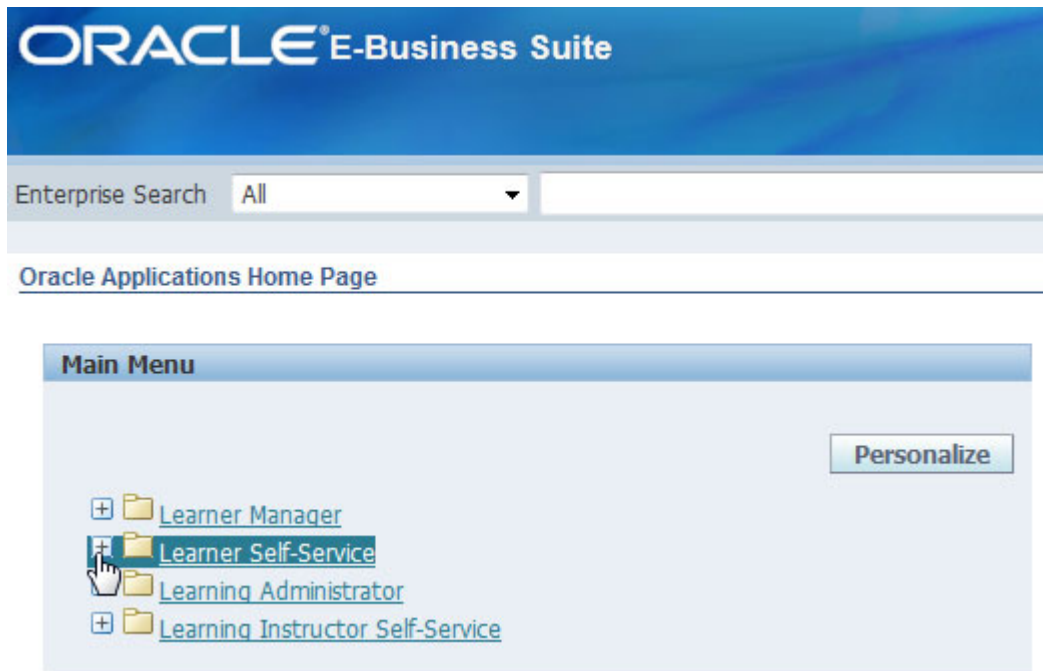 ORACLE® E-Business Suite
Enterprise Search All
Oracle Applications Home Page
Main Menu
Personalize
Learner Manager
Learner Self-Service
Learning Administrator
Learning Instructor Self-Service